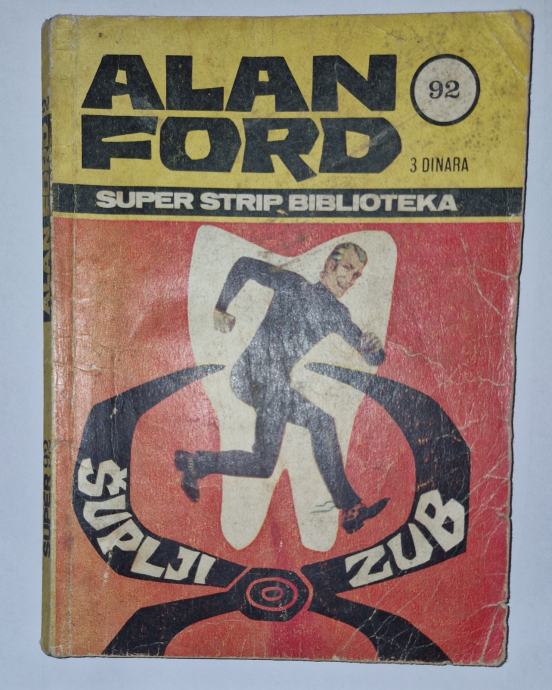 ALAN
FORD
92
3 DINARA
SUPER STRIP BIBLIOTEKA
ŠUPLJI
ZUB
ALAN FORD
SUPER 92